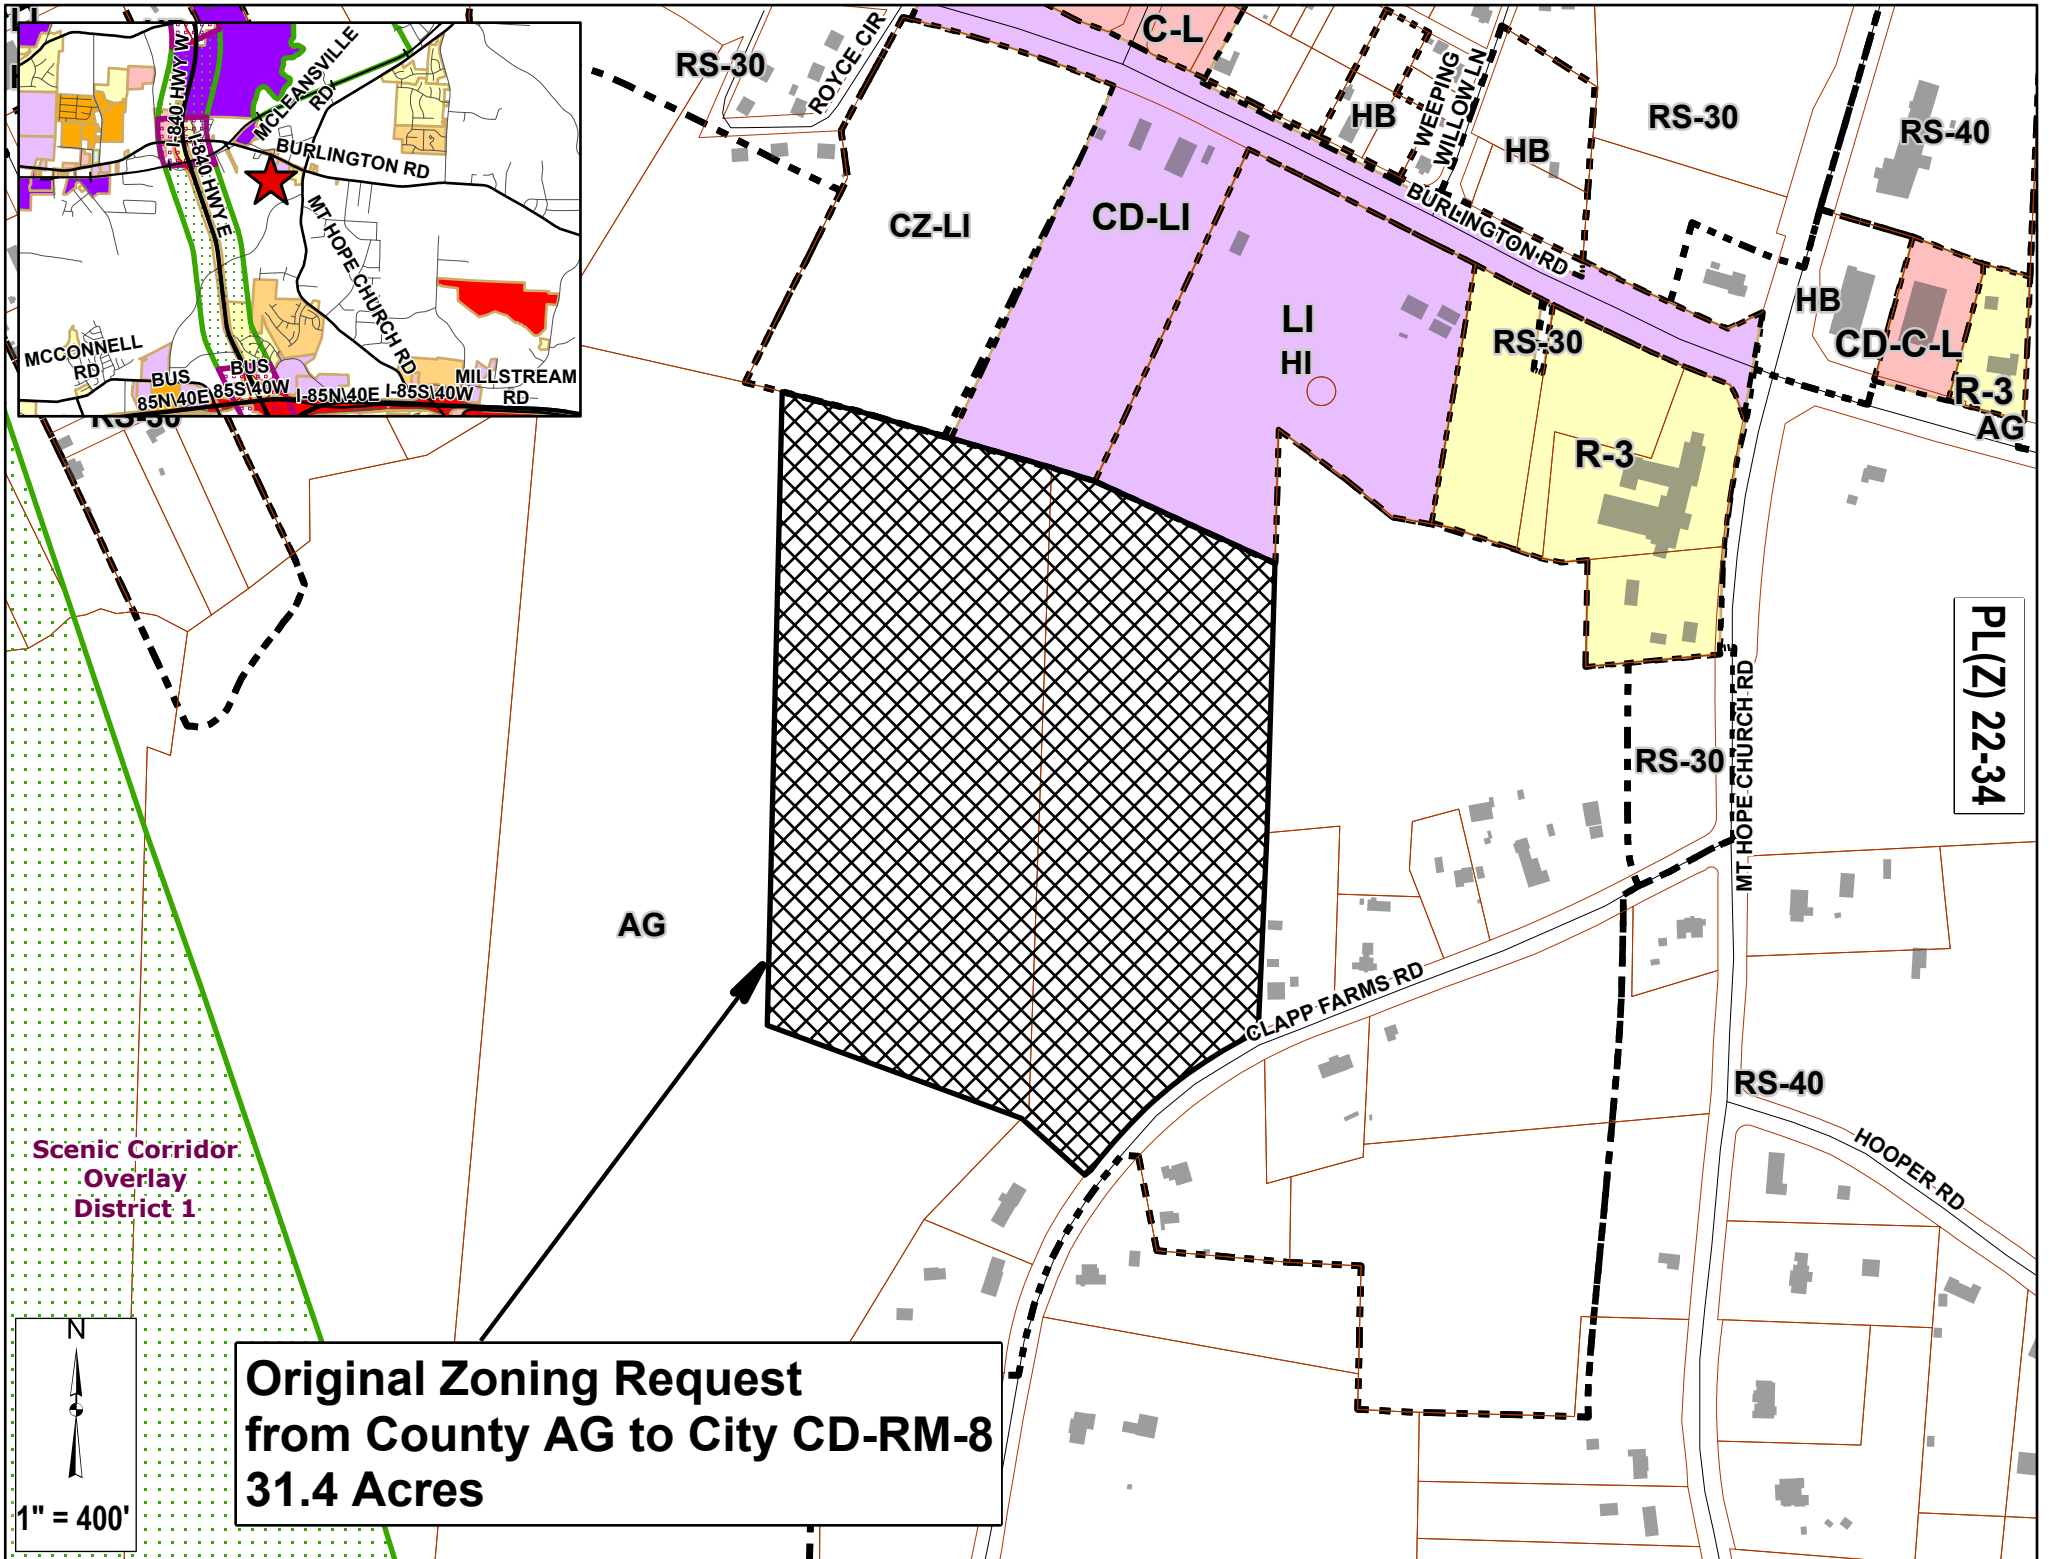 C-L
RS-30
ROYCE CIR
HB
WEEPING
WILLOW LN
HB
RS-30
RS-40
I-840 HWY W
I-840 HWY E
MCLEANSVILLE
RD
BURLINGTON RD
MT HOPE CHURCH RD
MCCONNELL
RD
BUS
85N\40E
BUS
85S\40W
I-85N\40E
I-85S\40W
MILLSTREAM
RD
CZ-LI
CD-LI
BURLINGTON RD
LI
HI
RS-30
HB
CD-C-L
R-3
AG
R-3
RS-30
PL(Z) 22-34
RS-30
MT HOPE CHURCH RD
AG
CLAPP FARMS RD
RS-40
HOOPER RD
Scenic Corridor
Overlay
District 1
N
1" = 400'
Original Zoning Request
from County AG to City CD-RM-8
31.4 Acres